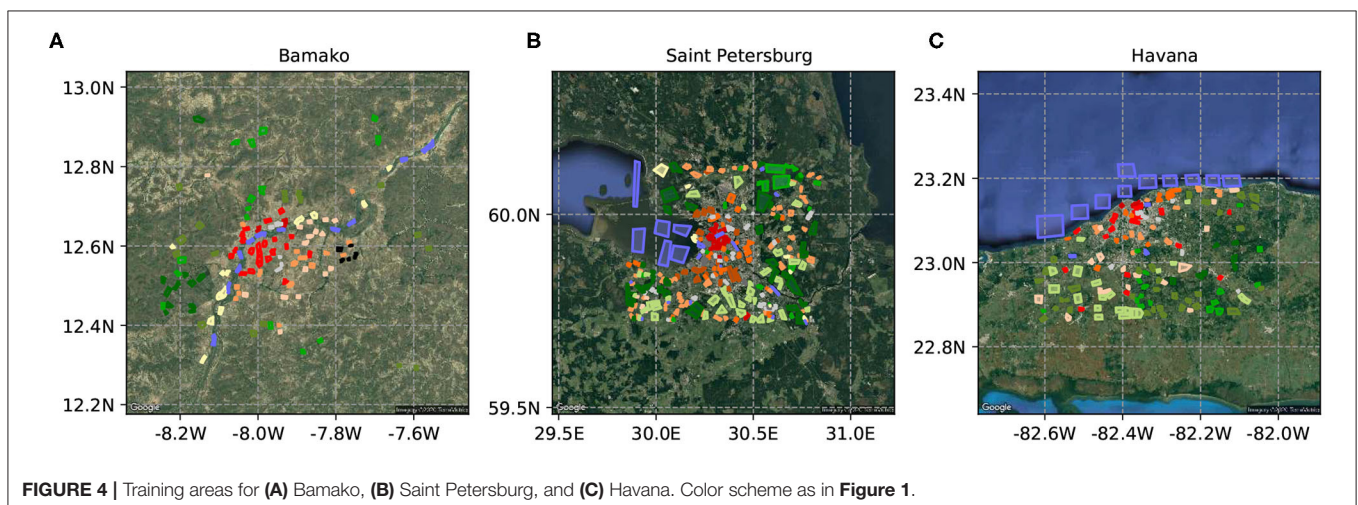 A
Bamako
13.0N
12.8N
12.6N
12.4N
12.2N
-8.2W -8.0W -7.8W -7.6W
Google
B
Saint Petersburg
60.0N
59.5N
29.5E 30.0E 30.5E 31.0E
Google
C
Havana
23.4N
23.2N
23.0N
22.8N
-82.6W -82.4W -82.2W -82.0W
Google
FIGURE 4 | Training areas for (A) Bamako, (B) Saint Petersburg, and (C) Havana. Color scheme as in Figure 1.